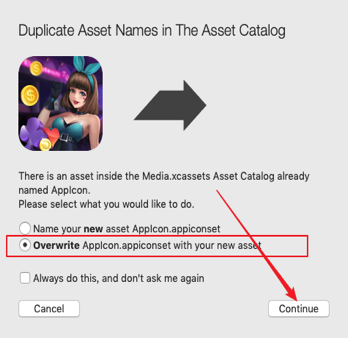 Duplicate Asset Names in The Asset Catalog
There is an asset inside the Media.xcassets Asset Catalog already
named AppIcon.
Please select what you would like to do.
Name your new asset AppIcon.appiconset
Overwrite AppIcon.appiconset with your new asset
Always do this, and don't ask me again
Cancel
Continue